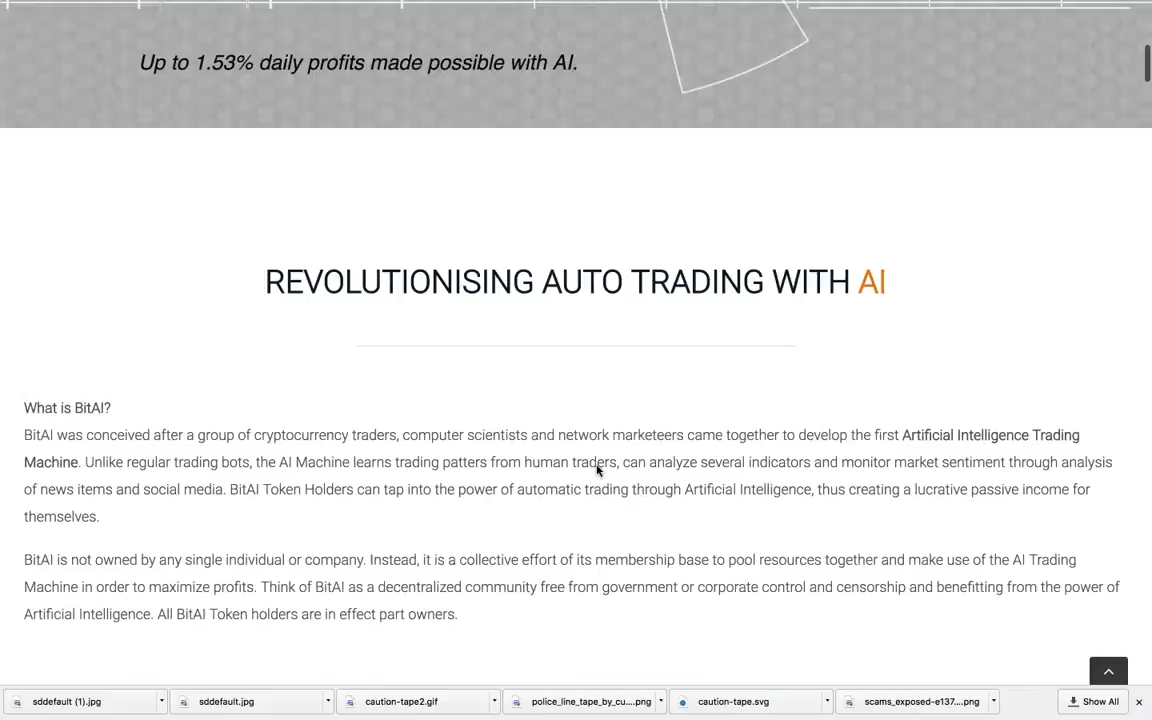 Up to 1.53% daily profits made possible with AI.
REVOLUTIONISING AUTO TRADING WITH AI
What is BitAI?
BitAI was conceived after a group of cryptocurrency traders, computer scientists and network marketeers came together to develop the first Artificial Intelligence Trading
Machine. Unlike regular trading bots, the AI Machine learns trading patters from human traders, can analyze several indicators and monitor market sentiment through analysis
of news items and social media. BitAI Token Holders can tap into the power of automatic trading through Artificial Intelligence, thus creating a lucrative passive income for
themselves.
BitAI is not owned by any single individual or company. Instead, it is a collective effort of its membership base to pool resources together and make use of the AI Trading
Machine in order to maximize profits. Think of BitAI as a decentralized community free from government or corporate control and censorship and benefitting from the power of
Artificial Intelligence. All BitAI Token holders are in effect part owners.
sddefault (1).jpg sddefault.jpg caution-tape2.gif police_line_tape_by_cu....png caution-tape.svg scams_exposed-e137....png Show All